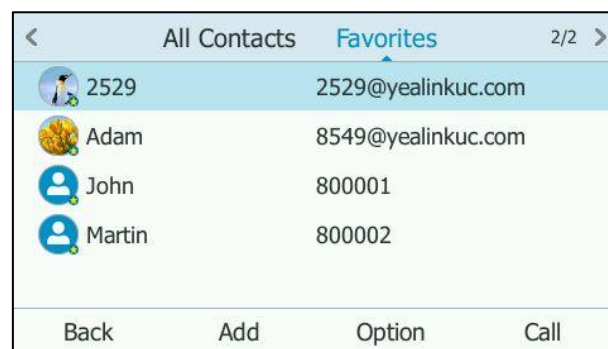 All Contacts Favorites 2/2
2529 2529@yealinkuc.com
Adam 8549@yealinkuc.com
John 800001
Martin 800002
Back Add Option Call